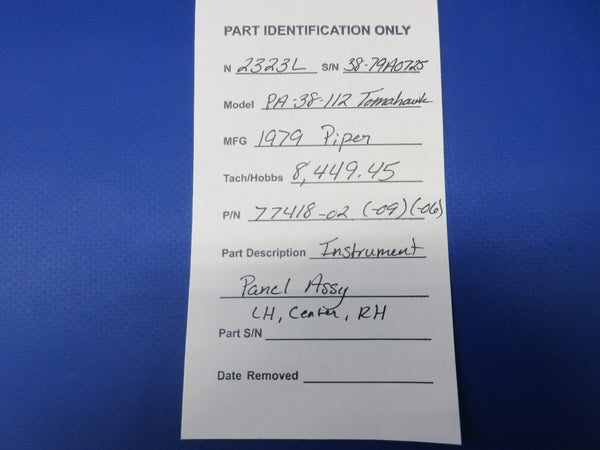 PART IDENTIFICATION ONLY
N 2323L S/N 38-79A0725
Model PA-38-112 Tomahawk
MFG 1979 Piper
Tach/Hobbs 8,449.45
P/N 77418-02 (-09)(-06)
Part Description Instrument
Panel Assy
LH, Center, RH
Part S/N
Date Removed